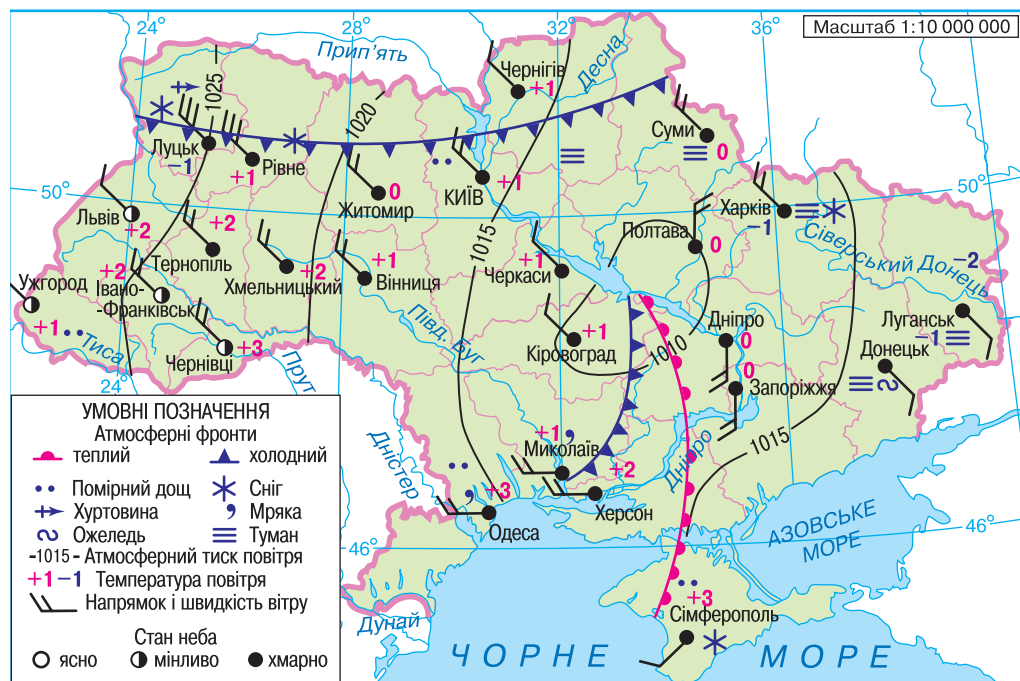 24°
28°
32°
36°
Масштаб 1:10 000 000
Прип'ять
Десна
Чернігів
+1
1025
1020
Суми
0
Луцьк
−1
Рівне
+1
КИЇВ
+1
Житомир
0
50°
50°
Львів
+2
Тернопіль
+2
Хмельницький
+2
Вінниця
+1
1015
Черкаси
+1
Полтава
0
Харків
−1
Сіверський Донець
−2
Ужгород
+1
+2
Івано-
-Франківськ
Чернівці
+3
Тиса
24°
Прут
Півд. Буг
Кіровоград
+1
1010
Дніпро
0
0
Запоріжжя
Луганськ
−1
Донецьк
Дністер
+1
Миколаїв
+2
Херсон
Дніпро
1015
+3
Одеса
46°
46°
АЗОВСЬКЕ
МОРЕ
Дунай
+3
Сімферополь
ЧОРНЕ МОРЕ
УМОВНІ ПОЗНАЧЕННЯ
Атмосферні фронти
теплий холодний
Помірний дощ Сніг
Хуртовина Мряка
Ожеледь Туман
-1015- Атмосферний тиск повітря
+1 −1 Температура повітря
Напрямок і швидкість вітру
Стан неба
ясно мінливо хмарно